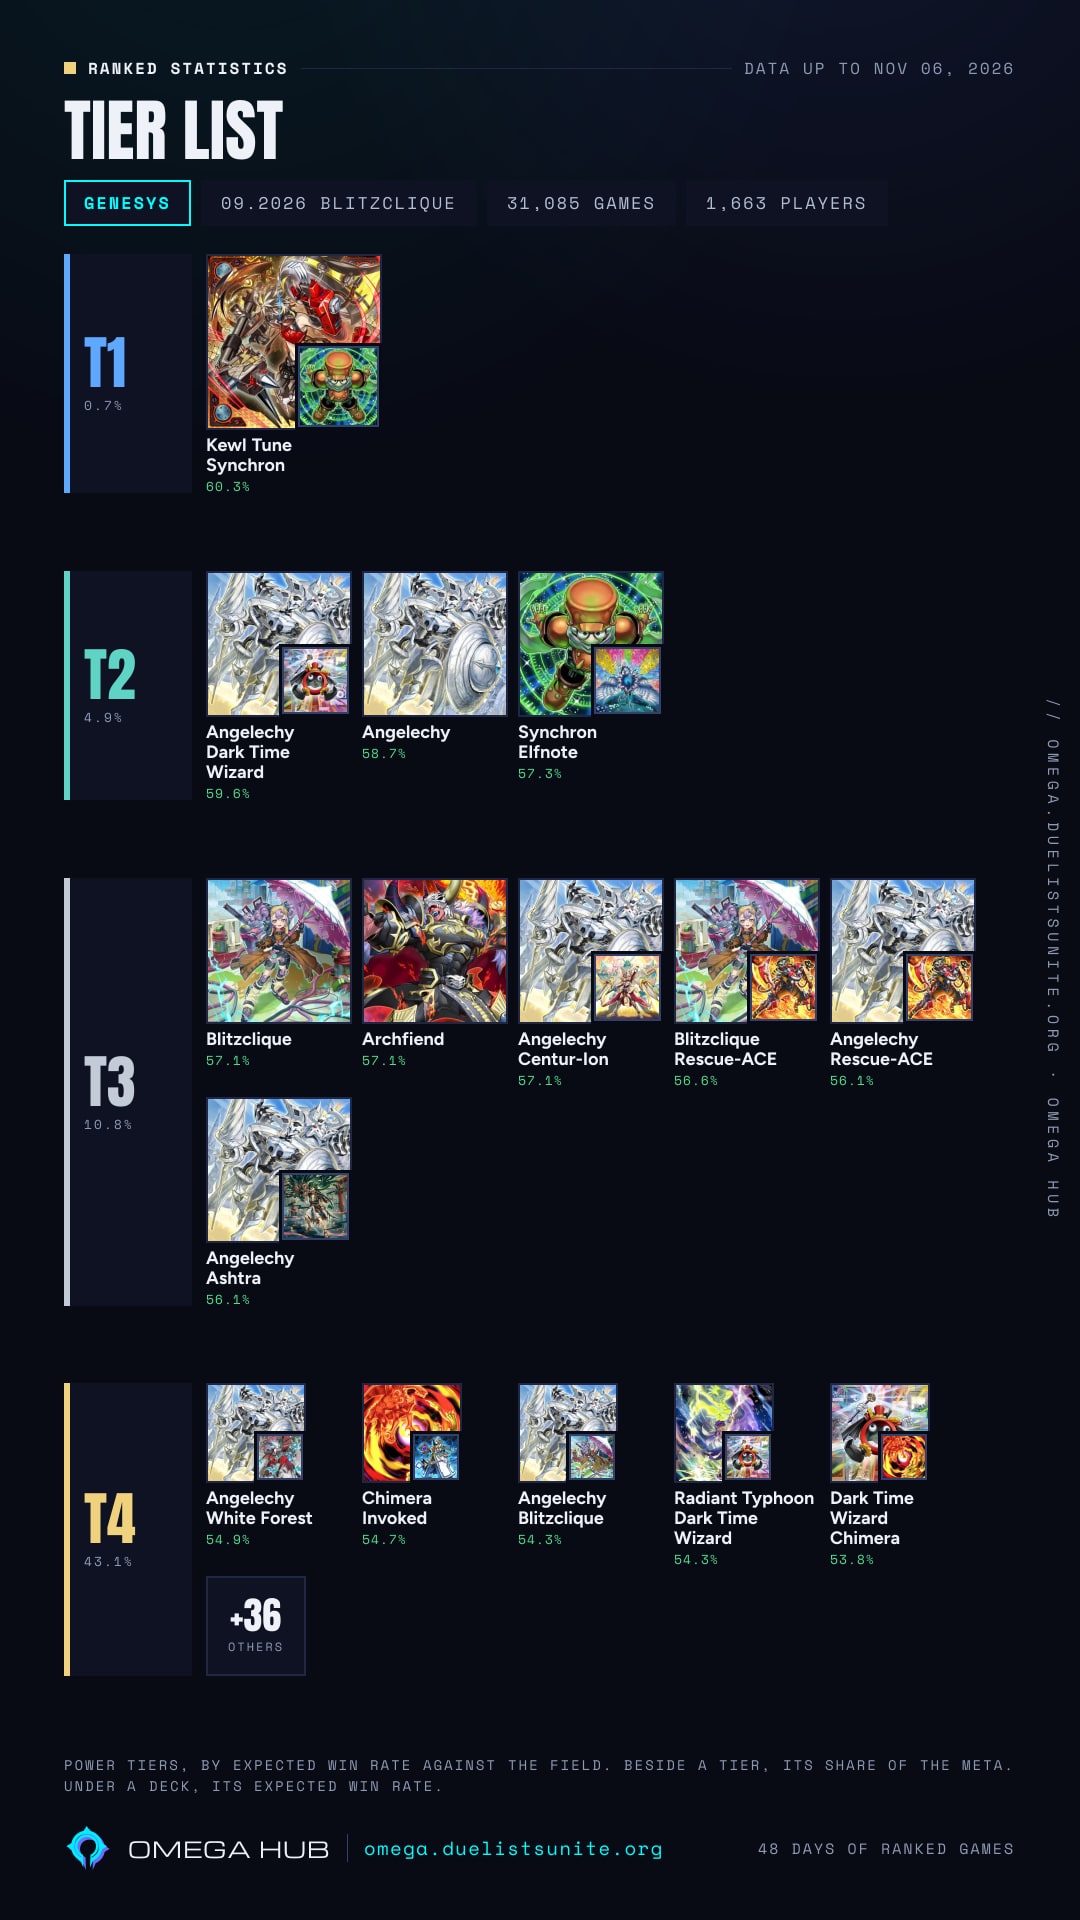 RANKED STATISTICS
DATA UP TO NOV 06, 2026
TIER LIST
GENESYS
09.2026 BLITZCLIQUE
31,085 GAMES
1,663 PLAYERS
T1
0.7%
Kewl Tune
Synchron
60.3%
T2
4.9%
Angelechy
Dark Time
Wizard
59.6%
Angelechy
58.7%
Synchron
Elfnote
57.3%
T3
10.8%
Blitzclique
57.1%
Archfiend
57.1%
Angelechy
Centur-Ion
57.1%
Blitzclique
Rescue-ACE
56.6%
Angelechy
Rescue-ACE
56.1%
Angelechy
Ashtra
56.1%
T4
43.1%
Angelechy
White Forest
54.9%
Chimera
Invoked
54.7%
Angelechy
Blitzclique
54.3%
Radiant Typhoon
Dark Time
Wizard
54.3%
Dark Time
Wizard
Chimera
53.8%
+36
OTHERS
// OMEGA.DUELISTSUNITE.ORG · OMEGA HUB
POWER TIERS, BY EXPECTED WIN RATE AGAINST THE FIELD. BESIDE A TIER, ITS SHARE OF THE META.
UNDER A DECK, ITS EXPECTED WIN RATE.
OMEGA HUB
omega.duelistsunite.org
48 DAYS OF RANKED GAMES